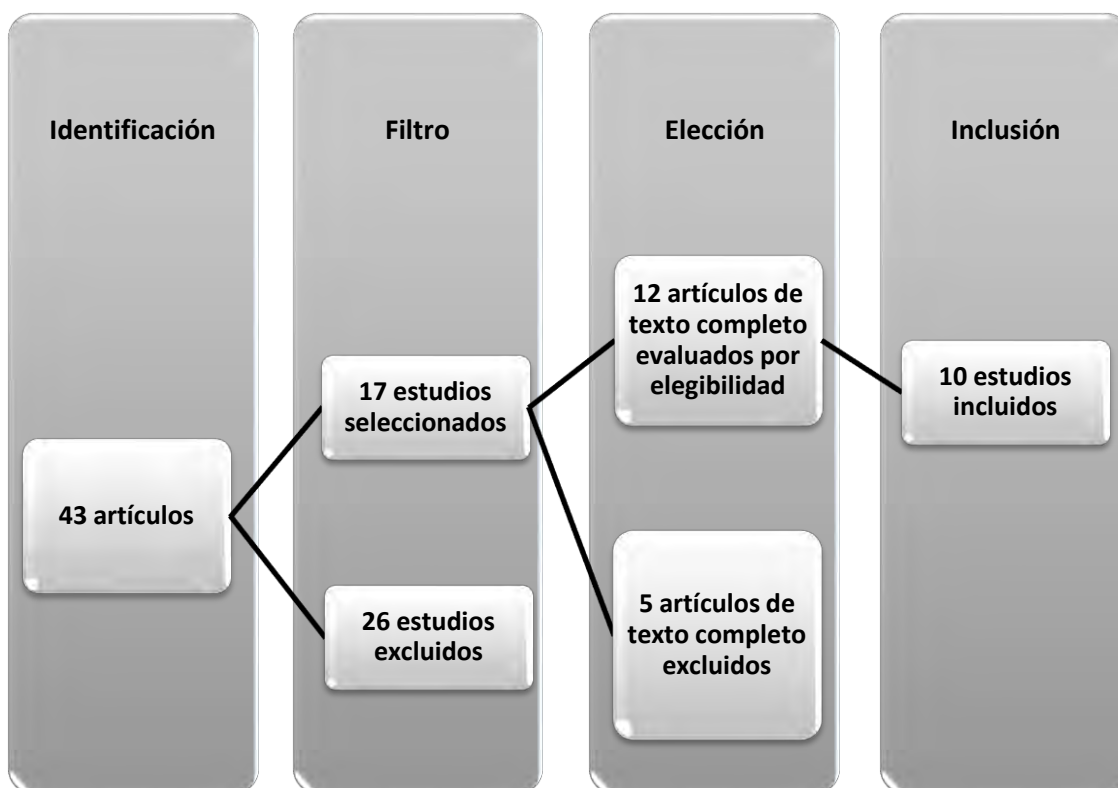 Identificación
Filtro
Elección
Inclusión
43 artículos
17 estudios
seleccionados
26 estudios
excluidos
12 artículos de
texto completo
evaluados por
elegibilidad
5 artículos de
texto completo
excluidos
10 estudios
incluidos